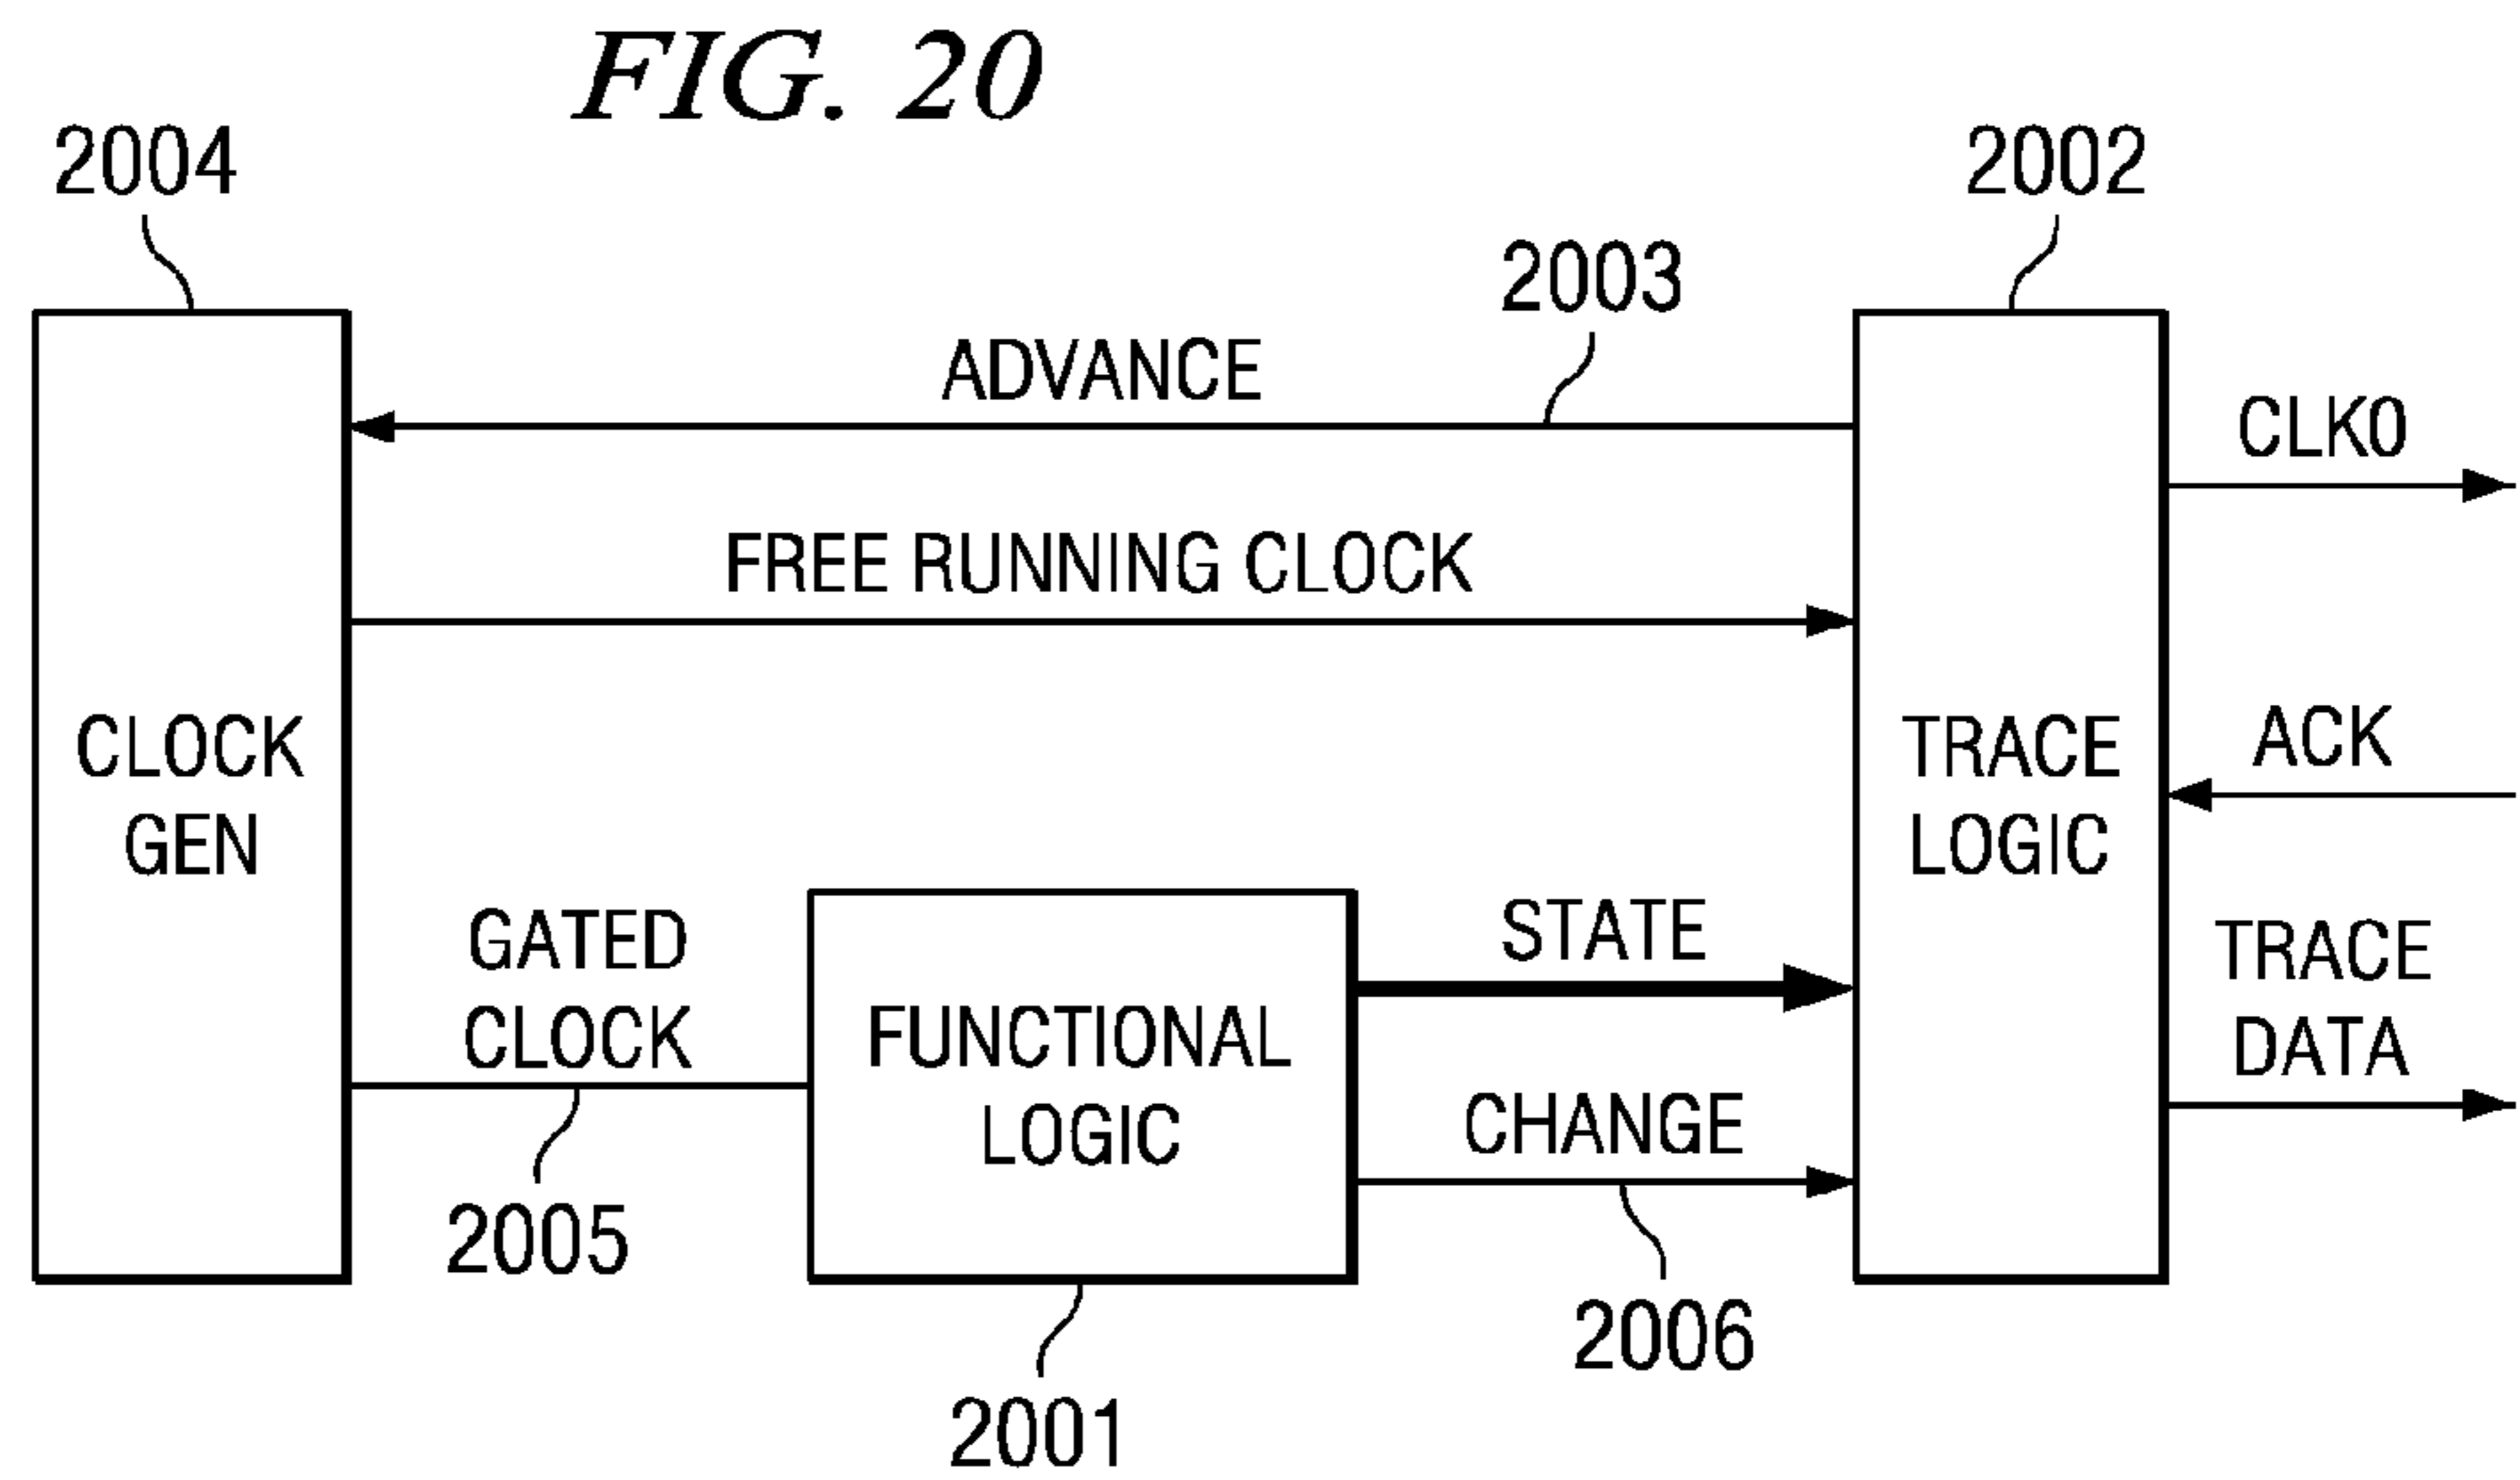 FIG. 20
2004
2002
2003
ADVANCE
CLKO
FREE RUNNING CLOCK
CLOCK
GEN
TRACE
LOGIC
ACK
GATED
CLOCK
STATE
TRACE
DATA
FUNCTIONAL
LOGIC
CHANGE
2005
2006
2001